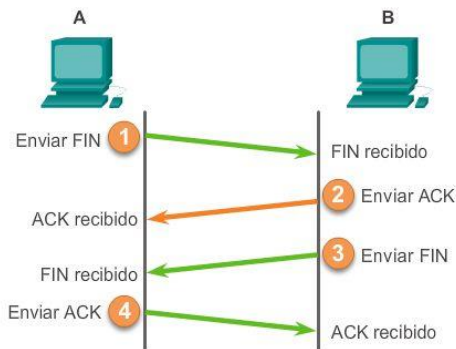 A
B
Enviar FIN 1
FIN recibido
2 Enviar ACK
ACK recibido
3 Enviar FIN
FIN recibido
Enviar ACK 4
ACK recibido